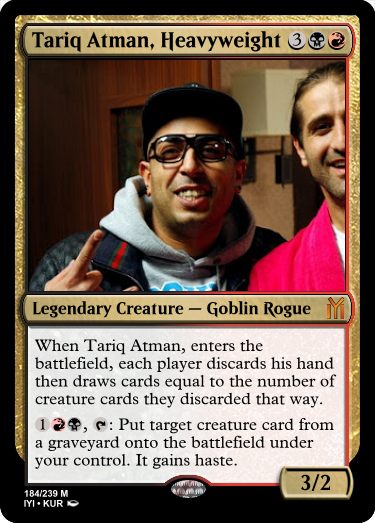 Tariq Atman, Heavyweight 3
Legendary Creature — Goblin Rogue
When Tariq Atman, enters the
battlefield, each player discards his hand
then draws cards equal to the number of
creature cards they discarded that way.
1 , : Put target creature card from
a graveyard onto the battlefield under
your control. It gains haste.
3/2
184/239 M
IYI • KUR